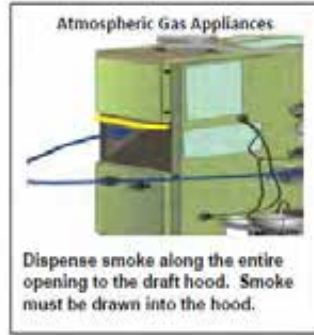 Atmospheric Gas Appliances
Dispense smoke along the entire
opening to the draft hood. Smoke
must be drawn into the hood.